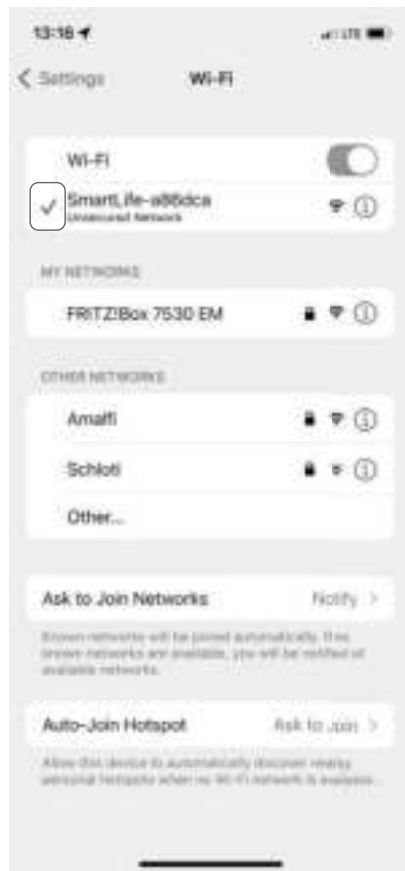 13:16
LTE
Settings
Wi-Fi
Wi-Fi
SmartLife-a86dca
Unsecured Network
MY NETWORKS
FRITZ!Box 7530 EM
OTHER NETWORKS
Amalfi
Schloti
Other...
Ask to Join Networks
Notify
Known networks will be joined automatically. If no
known networks are available, you will be notified of
available networks.
Auto-Join Hotspot
Ask to Join
Allow this device to automatically discover nearby
personal hotspots when no Wi-Fi network is available.